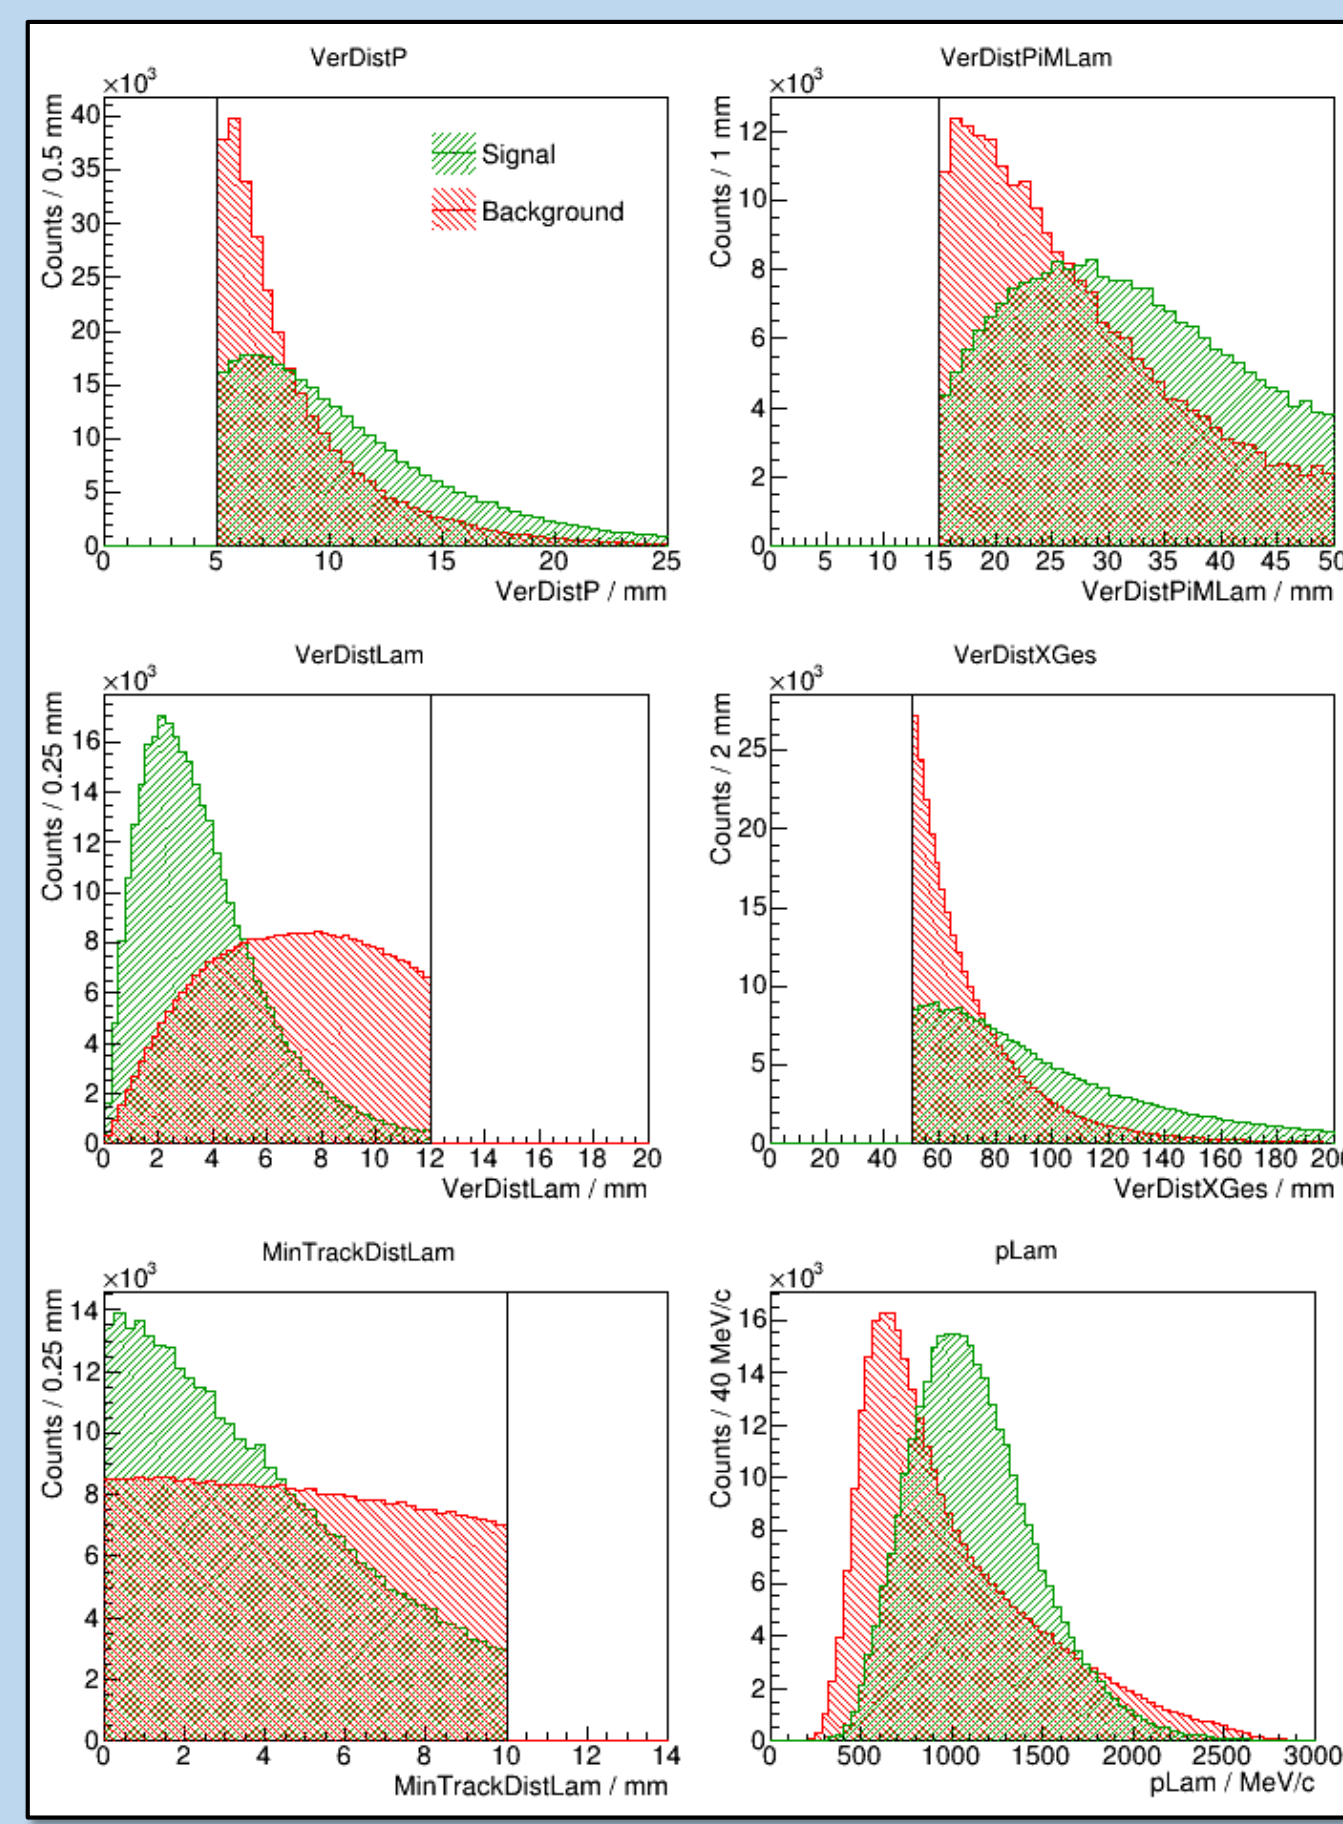 VerDistP
×10³
Counts / 0.5 mm
40
35
30
25
20
15
10
5
0
Signal
Background
0 5 10 15 20 25
VerDistP / mm
VerDistPiMLam
×10³
Counts / 1 mm
12
10
8
6
4
2
0
0 5 10 15 20 25 30 35 40 45 50
VerDistPiMLam / mm
VerDistLam
×10³
Counts / 0.25 mm
16
14
12
10
8
6
4
2
0
0 2 4 6 8 10 12 14 16 18 20
VerDistLam / mm
VerDistXGes
×10³
Counts / 2 mm
25
20
15
10
5
0
0 20 40 60 80 100 120 140 160 180 200
VerDistXGes / mm
MinTrackDistLam
×10³
Counts / 0.25 mm
14
12
10
8
6
4
2
0
0 2 4 6 8 10 12 14
MinTrackDistLam / mm
pLam
×10³
Counts / 40 MeV/c
16
14
12
10
8
6
4
2
0
0 500 1000 1500 2000 2500 3000
pLam / MeV/c